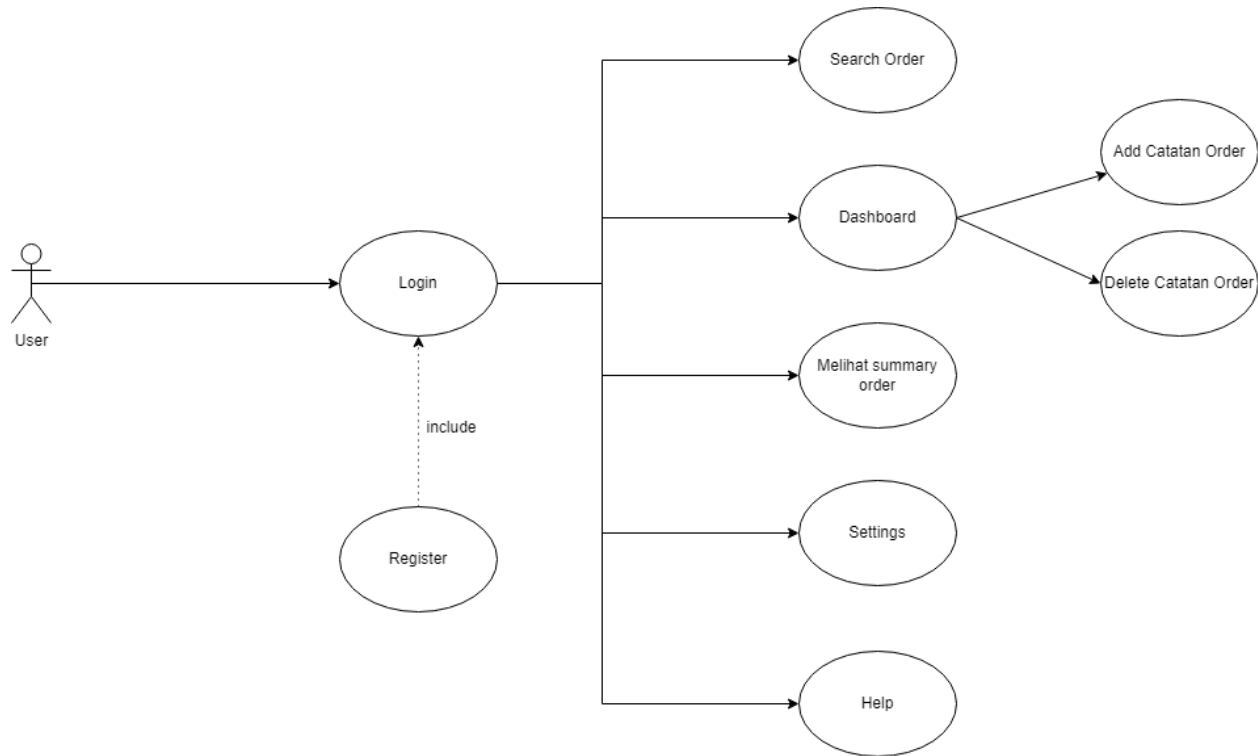 Search Order
Add Catatan Order
Dashboard
Login
Delete Catatan Order
User
Melihat summary
order
include
Register
Settings
Help